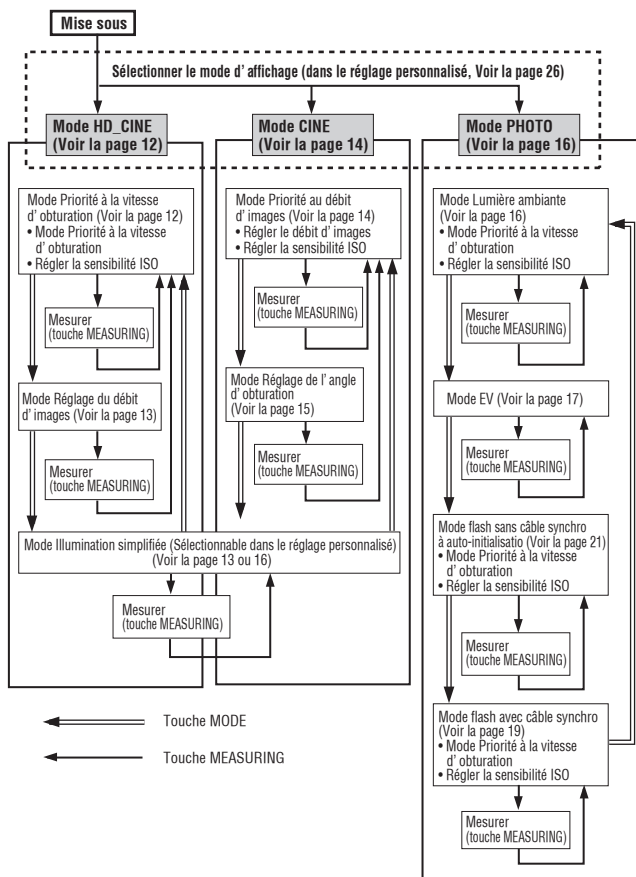 Mise sous
Sélectionner le mode d' affichage (dans le réglage personnalisé, Voir la page 26)
Mode HD_CINE
(Voir la page 12)
Mode CINE
(Voir la page 14)
Mode PHOTO
(Voir la page 16)
Mode Priorité à la vitesse
d' obturation (Voir la page 12)
• Mode Priorité à la vitesse
d' obturation
• Régler la sensibilité ISO
Mesurer
(touche MEASURING)
Mode Réglage du débit
d' images (Voir la page 13)
Mesurer
(touche MEASURING)
Mode Priorité au débit
d' images (Voir la page 14)
• Régler le débit d' images
• Régler la sensibilité ISO
Mesurer
(touche MEASURING)
Mode Réglage de l' angle
d' obturation
(Voir la page 15)
Mesurer
(touche MEASURING)
Mode Illumination simplifiée (Sélectionnable dans le réglage personnalisé)
(Voir la page 13 ou 16)
Mesurer
(touche MEASURING)
Mode Lumière ambiante
(Voir la page 16)
• Mode Priorité à la vitesse
d' obturation
• Régler la sensibilité ISO
Mesurer
(touche MEASURING)
Mode EV (Voir la page 17)
Mesurer
(touche MEASURING)
Mode flash sans câble synchro
à auto-initialisatio (Voir la page 21)
• Mode Priorité à la vitesse
d' obturation
• Régler la sensibilité ISO
Mesurer
(touche MEASURING)
Mode flash avec câble synchro
(Voir la page 19)
• Mode Priorité à la vitesse
d' obturation
• Régler la sensibilité ISO
Mesurer
(touche MEASURING)
Touche MODE
Touche MEASURING